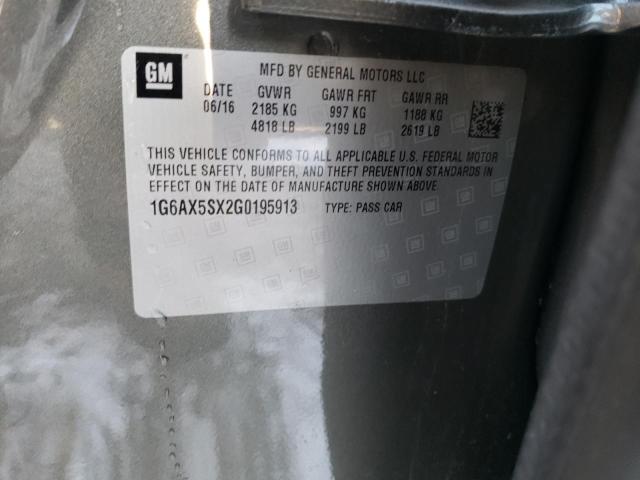 GM
MFD BY GENERAL MOTORS LLC
DATE GVWR GAWR FRT GAWR RR
06/16 2185 KG 997 KG 1188 KG
4818 LB 2199 LB 2619 LB
THIS VEHICLE CONFORMS TO ALL APPLICABLE U.S. FEDERAL MOTOR
VEHICLE SAFETY, BUMPER, AND THEFT PREVENTION STANDARDS IN
EFFECT ON THE DATE OF MANUFACTURE SHOWN ABOVE.
1G6AX5SX2G0195913 TYPE: PASS CAR